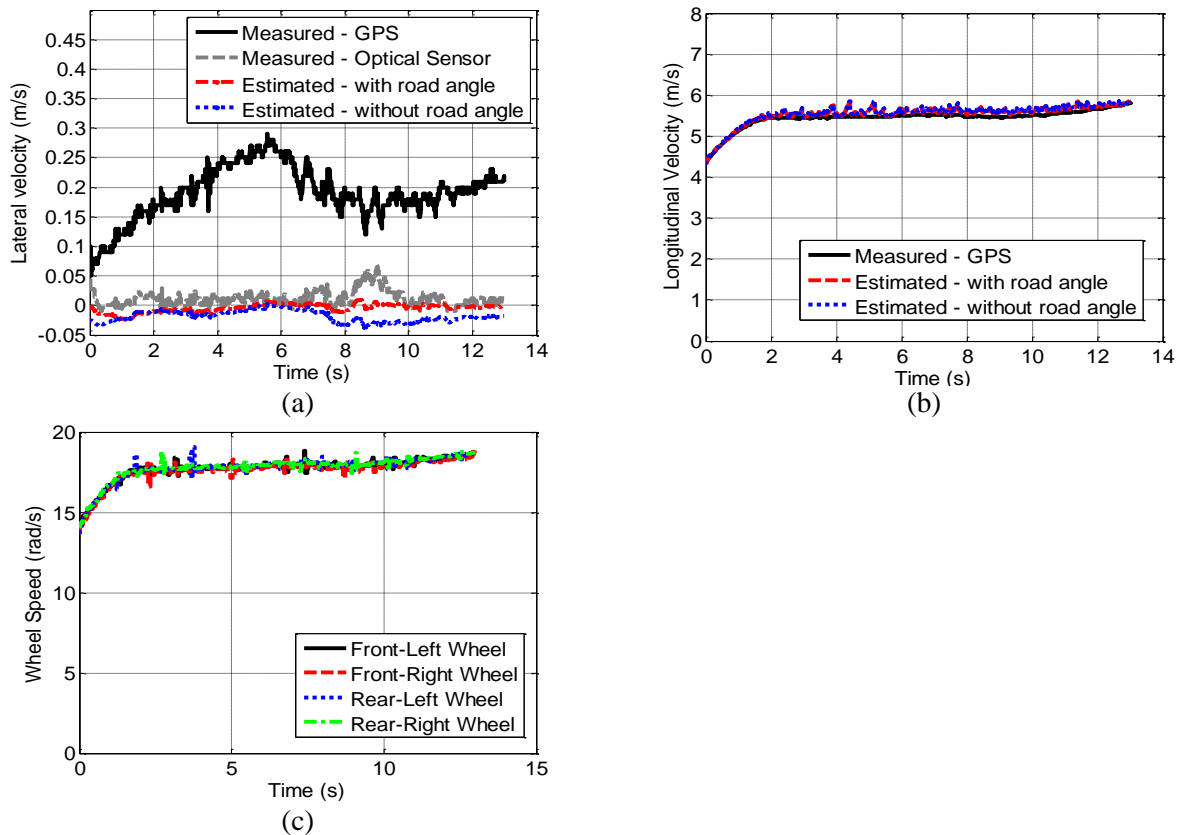 0.45
0.4
0.35
0.3
0.25
0.2
0.15
0.1
0.05
0
-0.05
Lateral velocity (m/s)
Measured - GPS
Measured - Optical Sensor
Estimated - with road angle
Estimated - without road angle
0 2 4 6 8 10 12 14
Time (s)
(a)
8
7
6
5
4
3
2
1
0
Longitudinal Velocity (m/s)
Measured - GPS
Estimated - with road angle
Estimated - without road angle
0 2 4 6 8 10 12 14
Time (s)
(b)
20
15
10
5
0
Wheel Speed (rad/s)
Front-Left Wheel
Front-Right Wheel
Rear-Left Wheel
Rear-Right Wheel
0 5 10 15
Time (s)
(c)